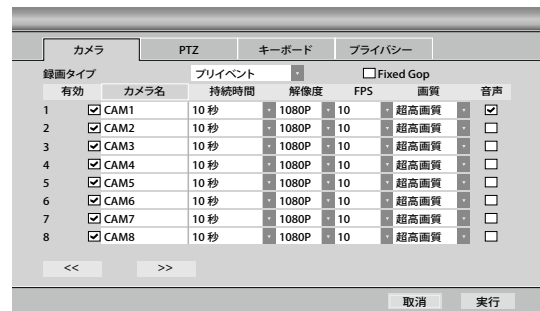 カメラ PTZ キーボード プライバシー
録画タイプ プリイベント Fixed Gop
有効 カメラ名 持続時間 解像度 FPS 画質 音声
1 CAM1 10 秒 1080P 10 超高画質
2 CAM2 10 秒 1080P 10 超高画質
3 CAM3 10 秒 1080P 10 超高画質
4 CAM4 10 秒 1080P 10 超高画質
5 CAM5 10 秒 1080P 10 超高画質
6 CAM6 10 秒 1080P 10 超高画質
7 CAM7 10 秒 1080P 10 超高画質
8 CAM8 10 秒 1080P 10 超高画質
<< >>
取消 実行